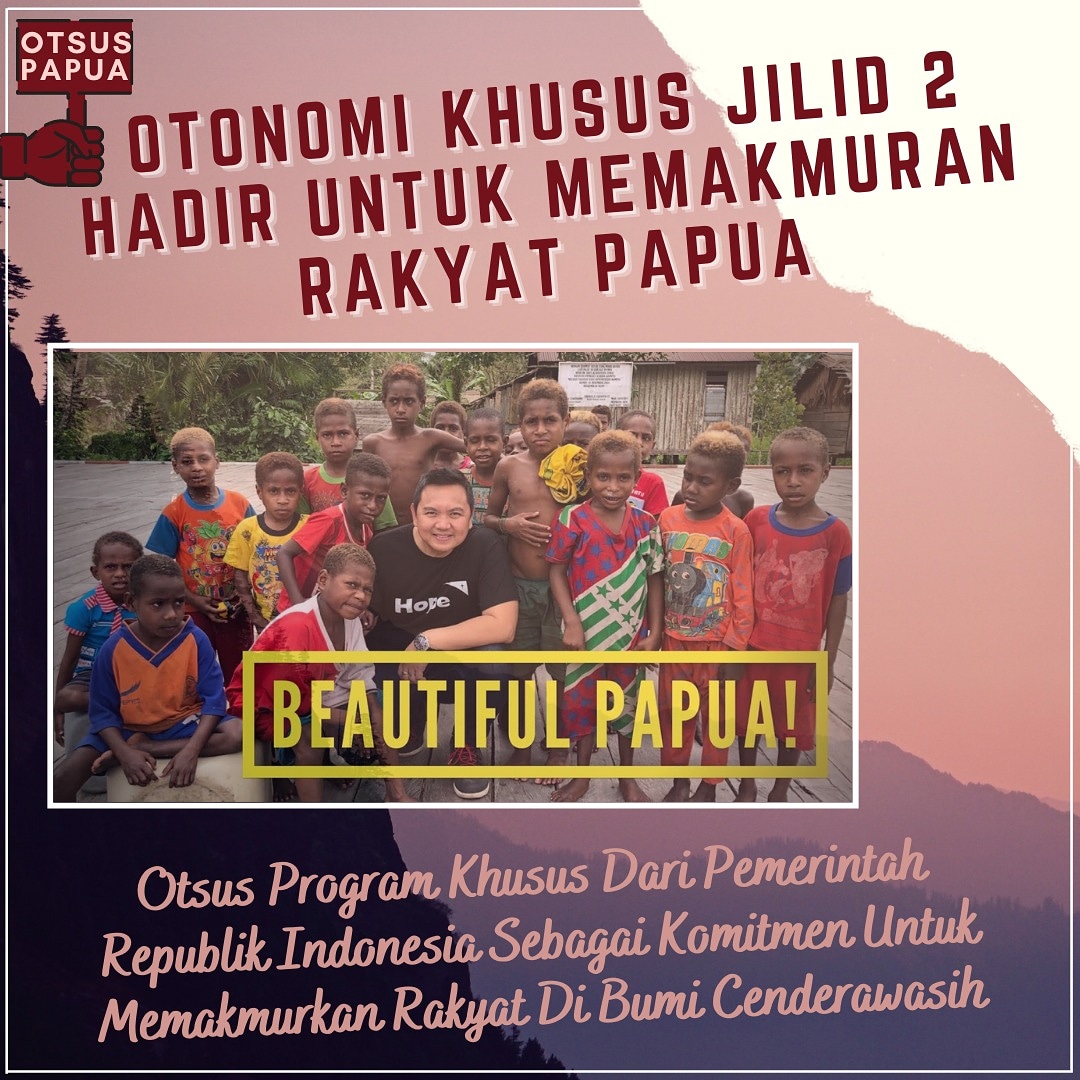 OTSUS
PAPUA
OTONOMI KHUSUS JILID 2
HADIR UNTUK MEMAKMURAN
RAKYAT PAPUA
Hope
BEAUTIFUL PAPUA!
Otsus Program Khusus Dari Pemerintah
Republik Indonesia Sebagai Komitmen Untuk
Memakmurkan Rakyat Di Bumi Cenderawasih